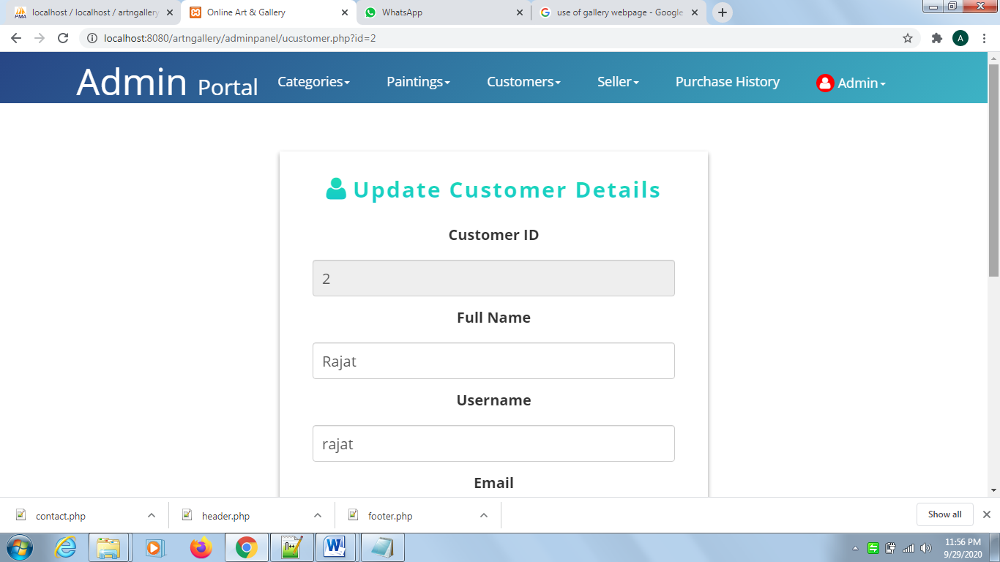 localhost / localhost / artngallery
Online Art & Gallery
WhatsApp
use of gallery webpage - Google
localhost:8080/artngallery/adminpanel/ucustomer.php?id=2
A
Admin Portal
Categories
Paintings
Customers
Seller
Purchase History
Admin
Update Customer Details
Customer ID
2
Full Name
Rajat
Username
rajat
Email
contact.php
header.php
footer.php
Show all
11:56 PM
9/29/2020